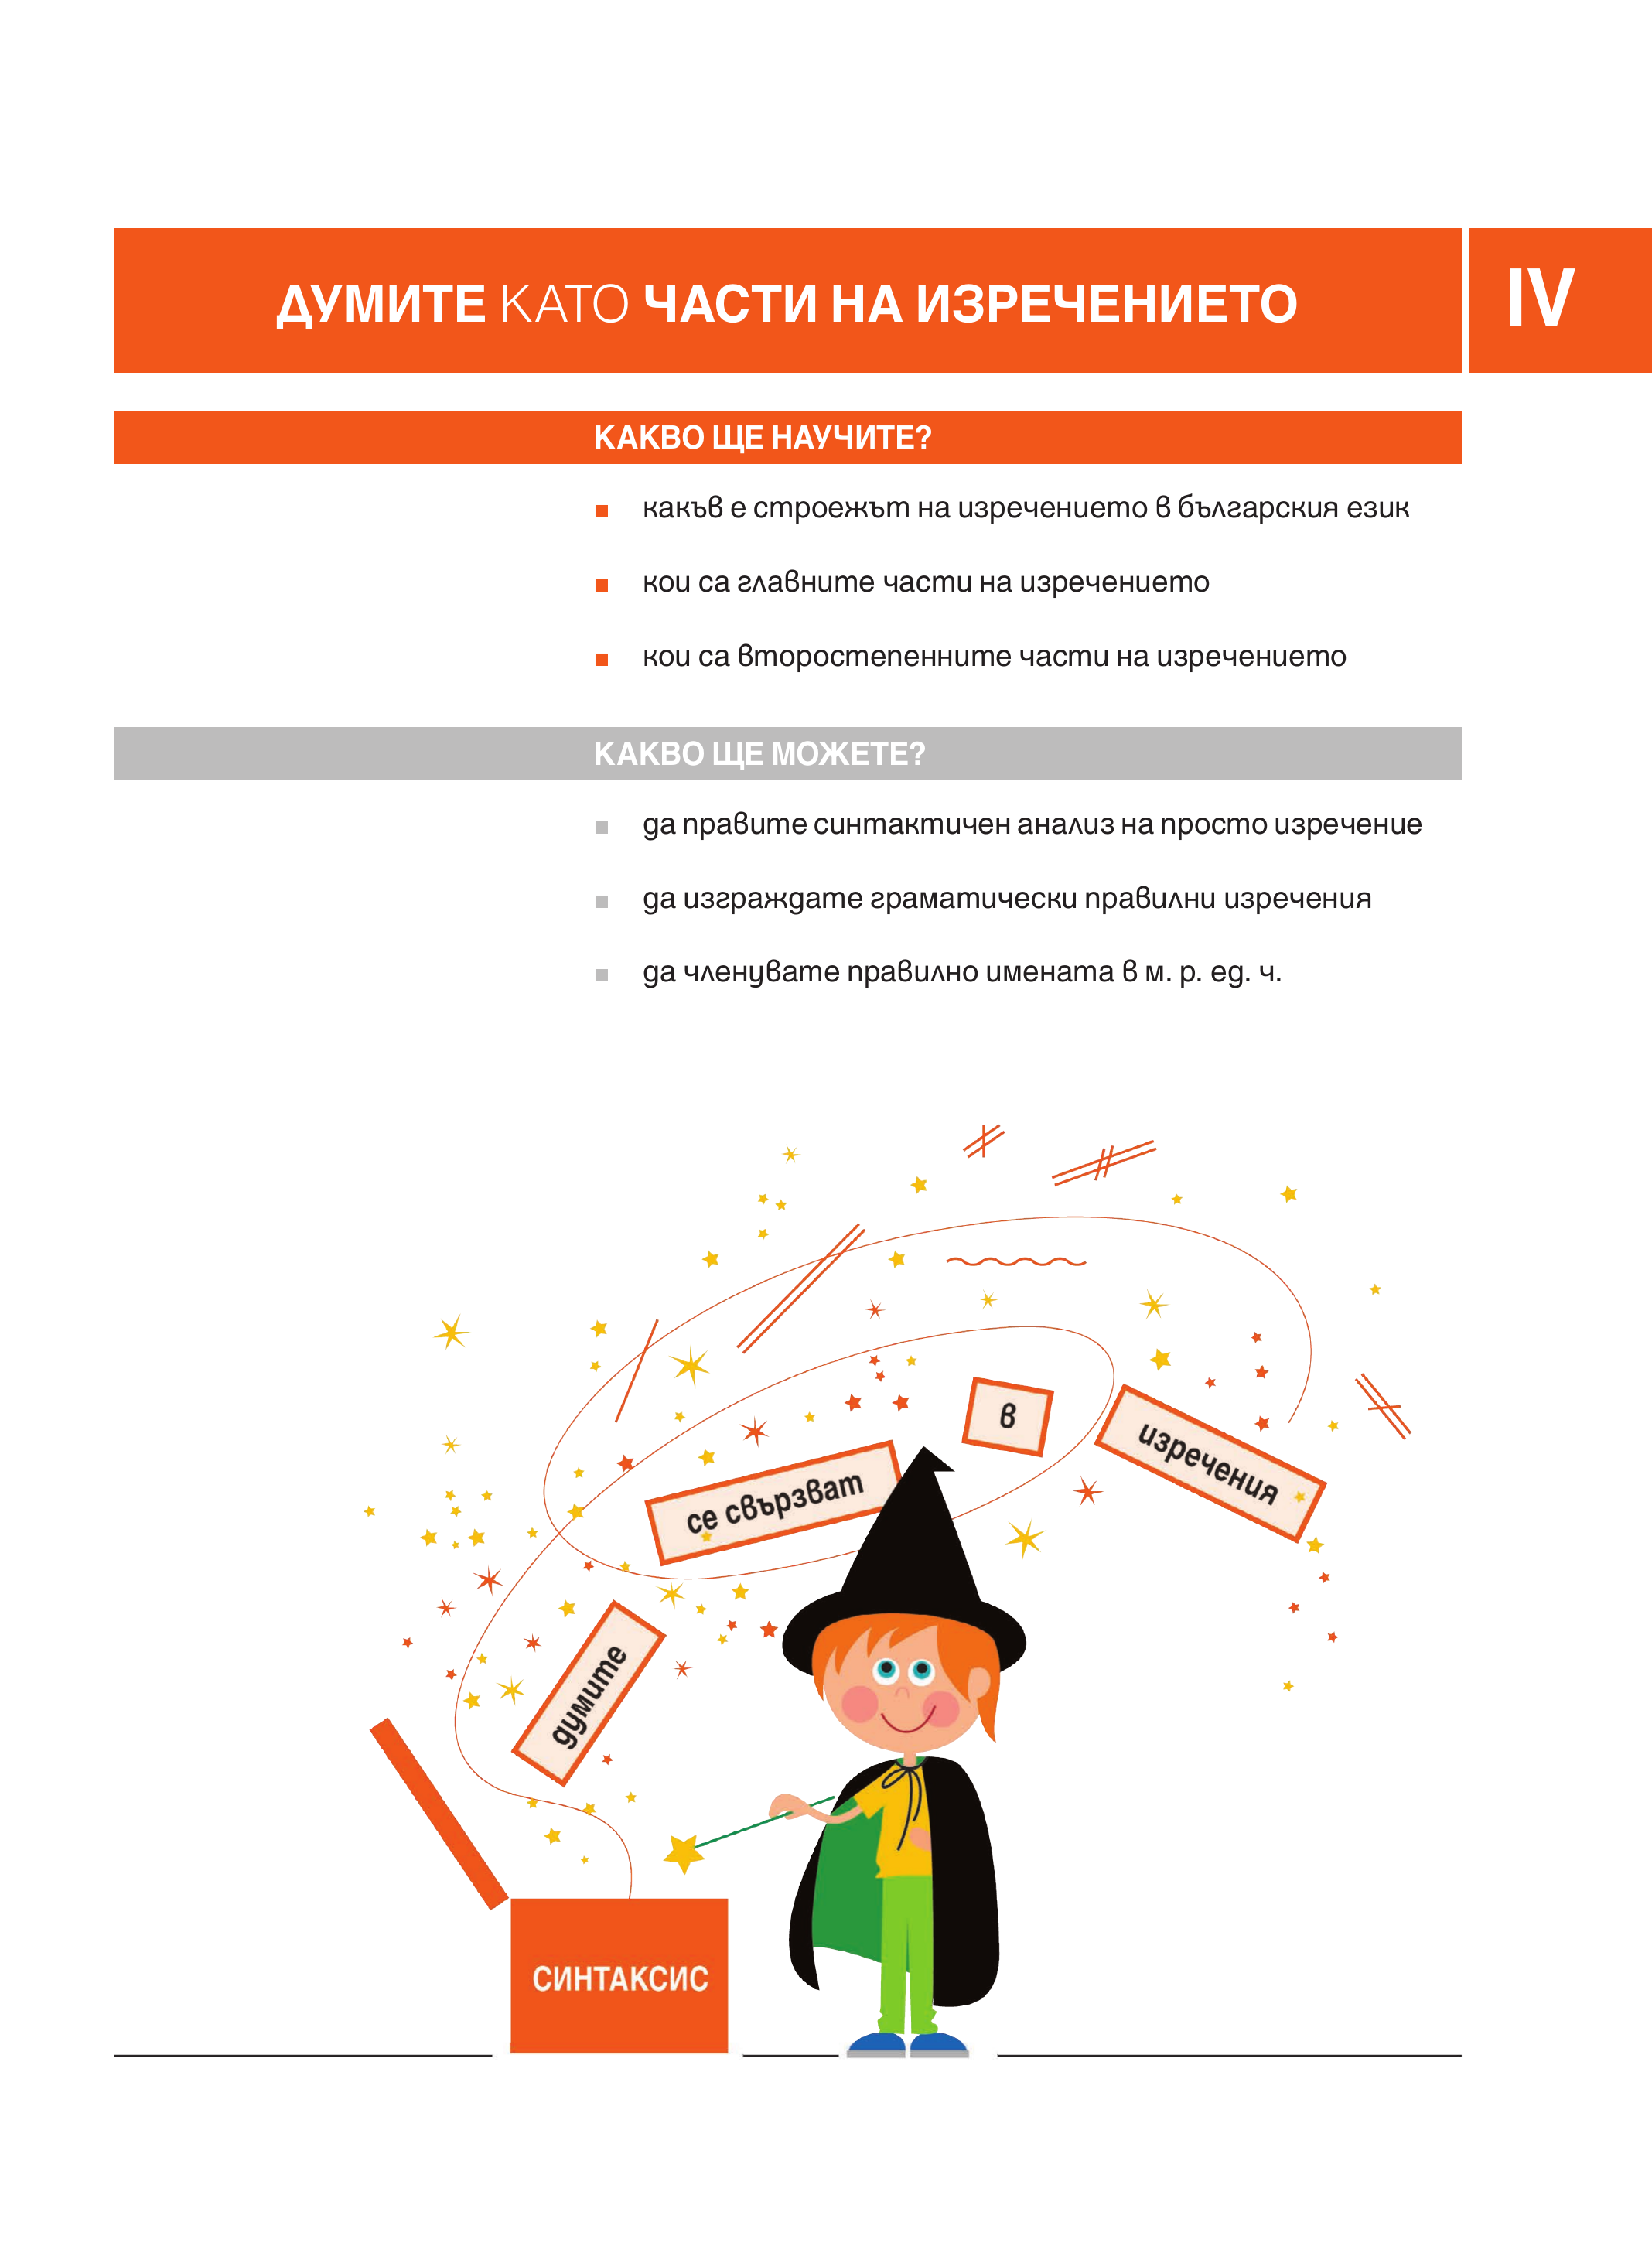 ДУМИТЕ КАТО ЧАСТИ НА ИЗРЕЧЕНИЕТО
IV
КАКВО ЩЕ НАУЧИТЕ?
какъв е строежът на изречението в българския език
кои са главните части на изречението
кои са второстепенните части на изречението
КАКВО ЩЕ МОЖЕТЕ?
да правите синтактичен анализ на просто изречение
да изграждате граматически правилни изречения
да членувате правилно имената в м. р. ед. ч.
думите
се свързват
в
изречения
СИНТАКСИС